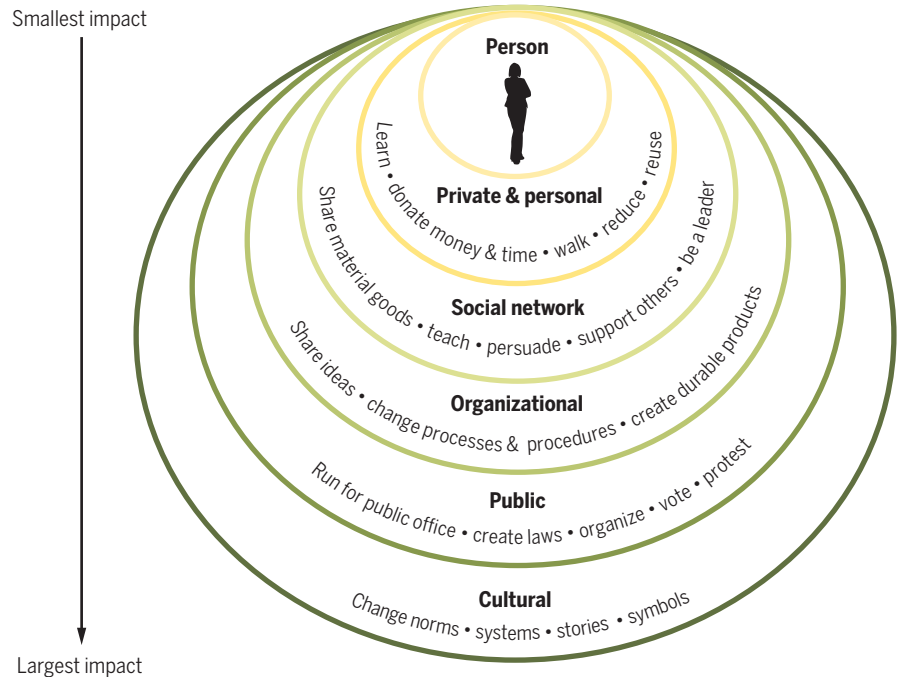 Smallest impact
Person
Private & personal
Learn • donate money & time • walk • reduce • reuse
Social network
Share material goods • teach • persuade • support others • be a leader
Organizational
Share ideas • change processes & procedures • create durable products
Public
Run for public office • create laws • organize • vote • protest
Cultural
Change norms • systems • stories • symbols
Largest impact